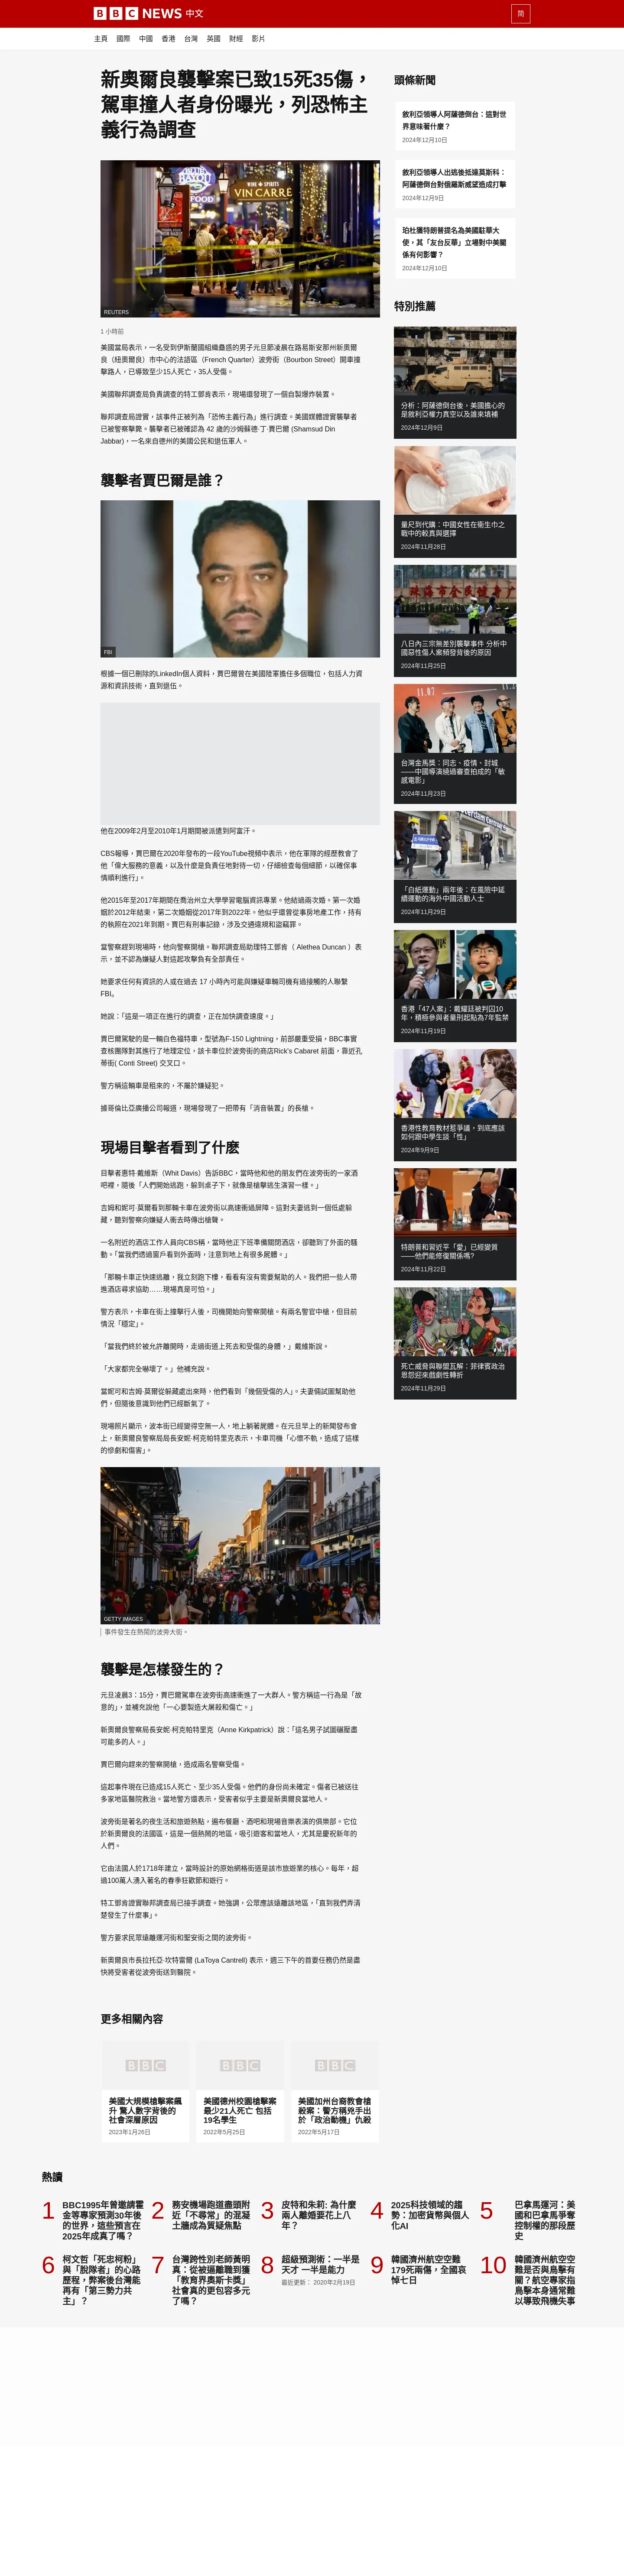 BBC NEWS 中文
简
主頁 國際 中國 香港 台灣 英國 財經 影片
新奧爾良襲擊案已致15死35傷，
駕車撞人者身份曝光，列恐怖主
義行為調查
BLUE BAYOU
FOOD
WINE ★ SPIRITS
VIN CARRÉ
REUTERS
1 小時前
美國當局表示，一名受到伊斯蘭國組織蠱惑的男子元旦節凌晨在路易斯安那州新奧爾
良（紐奧爾良）市中心的法語區（French Quarter）波旁街（Bourbon Street）開車撞
擊路人，已導致至少15人死亡，35人受傷。
美國聯邦調查局負責調查的特工鄧肯表示，現場還發現了一個自製爆炸裝置。
聯邦調查局證實，該事件正被列為「恐怖主義行為」進行調查。美國媒體證實襲擊者
已被警察擊斃。襲擊者已被確認為 42 歲的沙姆蘇德·丁·賈巴爾 (Shamsud Din
Jabbar)，一名來自德州的美國公民和退伍軍人。
襲擊者賈巴爾是誰？
FBI
根據一個已刪除的LinkedIn個人資料，賈巴爾曾在美國陸軍擔任多個職位，包括人力資
源和資訊技術，直到退伍。
他在2009年2月至2010年1月期間被派遣到阿富汗。
CBS報導，賈巴爾在2020年發布的一段YouTube視頻中表示，他在軍隊的經歷教會了
他「偉大服務的意義，以及什麼是負責任地對待一切，仔細檢查每個細節，以確保事
情順利進行」。
他2015年至2017年期間在喬治州立大學學習電腦資訊專業。他結過兩次婚。第一次婚
姻於2012年結束，第二次婚姻從2017年到2022年。他似乎還曾從事房地產工作，持有
的執照在2021年到期。賈巴有刑事記錄，涉及交通違規和盜竊罪。
當警察趕到現場時，他向警察開槍。聯邦調查局助理特工鄧肯（ Alethea Duncan ）表
示，並不認為嫌疑人對這起攻擊負有全部責任。
她要求任何有資訊的人或在過去 17 小時內可能與嫌疑車輛司機有過接觸的人聯繫
FBI。
她說：「這是一項正在進行的調查，正在加快調查速度。」
賈巴爾駕駛的是一輛白色福特車，型號為F-150 Lightning，前部嚴重受損，BBC事實
查核團隊對其進行了地理定位，該卡車位於波旁街的商店Rick's Cabaret 前面，靠近孔
蒂街( Conti Street) 交叉口。
警方稱這輛車是租來的，不屬於嫌疑犯。
據哥倫比亞廣播公司報道，現場發現了一把帶有「消音裝置」的長槍。
現場目擊者看到了什麽
目擊者惠特·戴維斯（Whit Davis）告訴BBC，當時他和他的朋友們在波旁街的一家酒
吧裡，隨後「人們開始逃跑，躲到桌子下，就像是槍擊逃生演習一樣。」
吉姆和妮可·莫爾看到那輛卡車在波旁街以高速衝過屏障。這對夫妻逃到一個低處躲
藏，聽到警察向嫌疑人衝去時傳出槍聲。
一名附近的酒店工作人員向CBS稱，當時他正下班準備關閉酒店，卻聽到了外面的騷
動。「當我們透過窗戶看到外面時，注意到地上有很多屍體。」
「那輛卡車正快速逃離，我立刻跑下樓，看看有沒有需要幫助的人。我們把一些人帶
進酒店尋求協助……現場真是可怕。」
警方表示，卡車在街上撞擊行人後，司機開始向警察開槍。有兩名警官中槍，但目前
情況「穩定」。
「當我們終於被允許離開時，走過街道上死去和受傷的身體，」戴維斯說。
「大家都完全嚇壞了。」他補充說。
當妮可和吉姆·莫爾從躲藏處出來時，他們看到「幾個受傷的人」。夫妻倆試圖幫助他
們，但隨後意識到他們已經斷氣了。
現場照片顯示，波本街已經變得空無一人，地上躺著屍體。在元旦早上的新聞發布會
上，新奧爾良警察局局長安妮·柯克帕特里克表示，卡車司機「心懷不軌，造成了這樣
的慘劇和傷害」。
GETTY IMAGES
事件發生在熱鬧的波旁大街。
襲擊是怎樣發生的？
元旦凌晨3：15分，賈巴爾駕車在波旁街高速衝進了一大群人。警方稱這一行為是「故
意的」，並補充說他「一心要製造大屠殺和傷亡。」
新奧爾良警察局長安妮·柯克帕特里克（Anne Kirkpatrick）說：「這名男子試圖碾壓盡
可能多的人。」
賈巴爾向趕來的警察開槍，造成兩名警察受傷。
這起事件現在已造成15人死亡、至少35人受傷。他們的身份尚未確定。傷者已被送往
多家地區醫院救治。當地警方還表示，受害者似乎主要是新奧爾良當地人。
波旁街是著名的夜生活和旅遊熱點，遍布餐廳、酒吧和現場音樂表演的俱樂部。它位
於新奧爾良的法國區，這是一個熱鬧的地區，吸引遊客和當地人，尤其是慶祝新年的
人們。
它由法國人於1718年建立，當時設計的原始網格街道是該市旅遊業的核心。每年，超
過100萬人湧入著名的春季狂歡節和遊行。
特工鄧肯證實聯邦調查局已接手調查。她強調，公眾應該遠離該地區，「直到我們弄清
楚發生了什麼事」。
警方要求民眾遠離運河街和聖安街之間的波旁街。
新奧爾良市長拉托亞·坎特雷爾 (LaToya Cantrell) 表示，週三下午的首要任務仍然是盡
快將受害者從波旁街送到醫院。
更多相關內容
BBC
美國大規模槍擊案飆
升 驚人數字背後的
社會深層原因
2023年1月26日
BBC
美國德州校園槍擊案
最少21人死亡 包括
19名學生
2022年5月25日
BBC
美國加州台裔教會槍
殺案：警方稱兇手出
於「政治動機」仇殺
2022年5月17日
頭條新聞
敘利亞領導人阿薩德倒台：這對世
界意味著什麼？
2024年12月10日
敘利亞領導人出逃後抵達莫斯科：
阿薩德倒台對俄羅斯威望造成打擊
2024年12月9日
珀杜獲特朗普提名為美國駐華大
使，其「友台反華」立場對中美關
係有何影響？
2024年12月10日
特別推薦
分析：阿薩德倒台後，美國擔心的
是敘利亞權力真空以及誰來填補
2024年12月9日
量尺到代購：中國女性在衛生巾之
戰中的較真與選擇
2024年11月28日
珠海市全民健身广
八日內三宗無差別襲擊事件 分析中
國惡性傷人案頻發背後的原因
2024年11月25日
11.07
台灣金馬獎：同志、疫情、封城
——中國導演繞過審查拍成的「敏
感電影」
2024年11月23日
「白紙運動」兩年後：在風險中延
續運動的海外中國活動人士
2024年11月29日
香港「47人案」：戴耀廷被判囚10
年，積極參與者量刑起點為7年監禁
2024年11月19日
香港性教育教材惹爭議，到底應該
如何跟中學生談「性」
2024年9月9日
特朗普和習近平「愛」已經變質
——他們能修復關係嗎?
2024年11月22日
死亡威脅與聯盟瓦解：菲律賓政治
恩怨迎來戲劇性轉折
2024年11月29日
熱讀
1 BBC1995年曾邀請霍
金等專家預測30年後
的世界，這些預言在
2025年成真了嗎？
2 務安機場跑道盡頭附
近「不尋常」的混凝
土牆成為質疑焦點
3 皮特和朱莉: 為什麼
兩人離婚要花上八
年？
4 2025科技領域的趨
勢：加密貨幣與個人
化AI
5 巴拿馬運河：美
國和巴拿馬爭奪
控制權的那段歷
史
6 柯文哲「死忠柯粉」
與「脫隊者」的心路
歷程，弊案後台灣能
再有「第三勢力共
主」？
7 台灣跨性別老師黃明
真：從被逼離職到獲
「教育界奧斯卡獎」
社會真的更包容多元
了嗎？
8 超級預測術：一半是
天才 一半是能力
最近更新： 2020年2月19日
9 韓國濟州航空空難
179死兩傷，全國哀
悼七日
10 韓國濟州航空空
難是否與鳥擊有
關？航空專家指
鳥擊本身通常難
以導致飛機失事